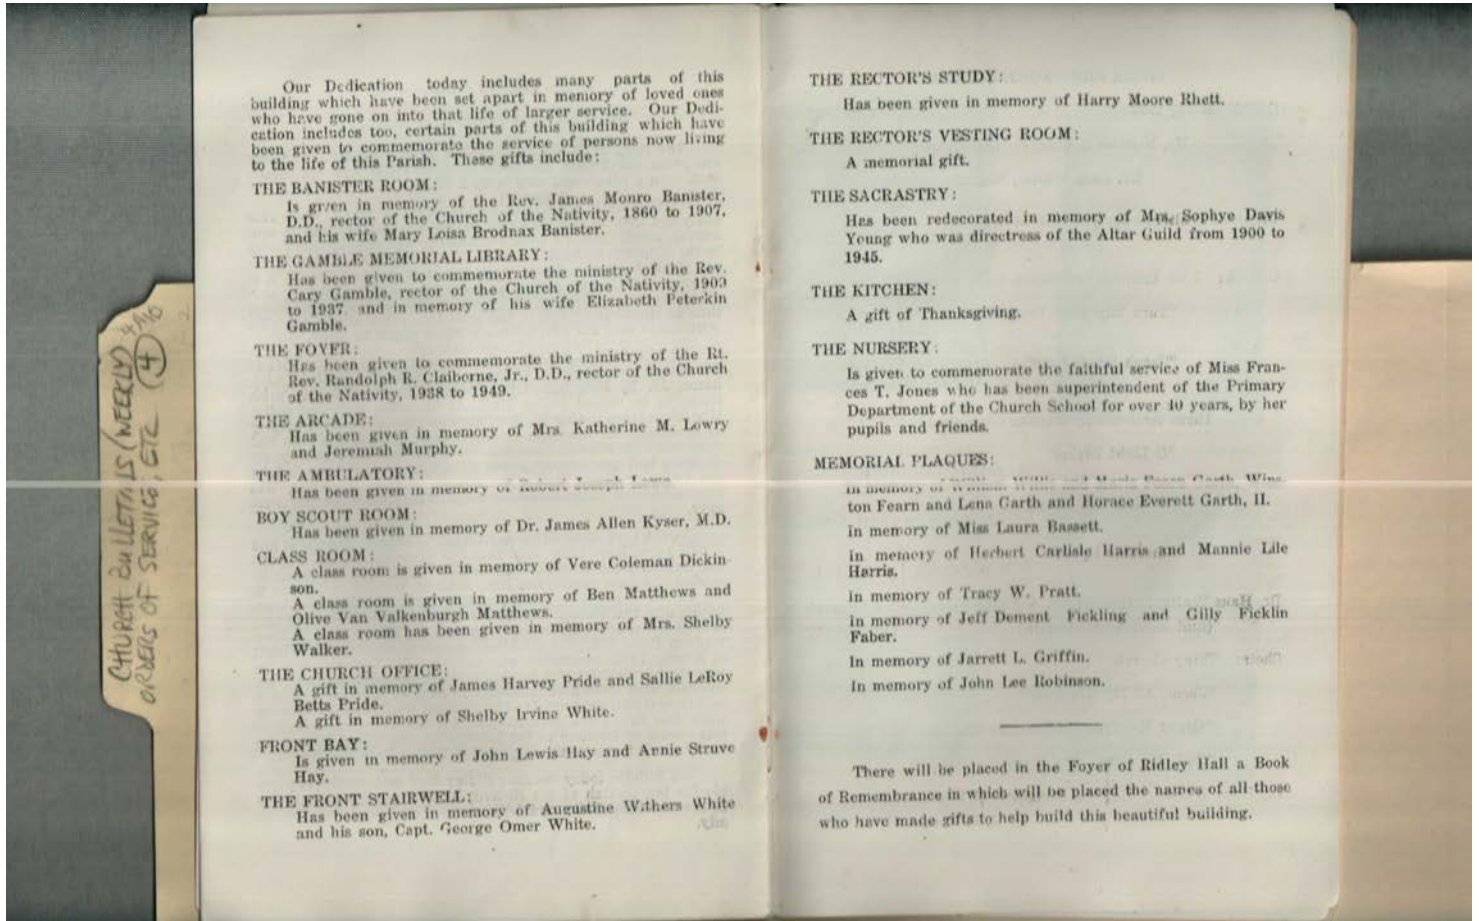 CHURCH BULLETINS (WEEKLY)
ORDERS OF SERVICE, ETC
4
Our Dedication today includes many parts of this
building which have been set apart in memory of loved ones
who have gone on into that life of larger service. Our Dedi-
cation includes too, certain parts of this building which have
been given to commemorate the service of persons now living
to the life of this Parish. These gifts include:
THE BANISTER ROOM:
Is given in memory of the Rev. James Monro Banister,
D.D., rector of the Church of the Nativity, 1860 to 1907,
and his wife Mary Loisa Brodnax Banister.
THE GAMBLE MEMORIAL LIBRARY:
Has been given to commemorate the ministry of the Rev.
Cary Gamble, rector of the Church of the Nativity, 1903
to 1937 and in memory of his wife Elizabeth Peterkin
Gamble.
THE FOYER:
Has been given to commemorate the ministry of the Rt.
Rev. Randolph R. Claiborne, Jr., D.D., rector of the Church
of the Nativity, 1938 to 1949.
THE ARCADE:
Has been given in memory of Mrs. Katherine M. Lowry
and Jeremiah Murphy.
THE AMBULATORY:
Has been given in memory of Robert Joseph
BOY SCOUT ROOM:
Has been given in memory of Dr. James Allen Kyser, M.D.
CLASS ROOM:
A class room is given in memory of Vere Coleman Dickin-
son.
A class room is given in memory of Ben Matthews and
Olive Van Valkenburgh Matthews.
A class room has been given in memory of Mrs. Shelby
Walker.
THE CHURCH OFFICE:
A gift in memory of James Harvey Pride and Sallie LeRoy
Betts Pride.
A gift in memory of Shelby Irvine White.
FRONT BAY:
Is given in memory of John Lewis Hay and Annie Struve
Hay.
THE FRONT STAIRWELL:
Has been given in memory of Augustine Withers White
and his son, Capt. George Omer White.
THE RECTOR'S STUDY:
Has been given in memory of Harry Moore Rhett.
THE RECTOR'S VESTING ROOM:
A memorial gift.
THE SACRASTRY:
Has been redecorated in memory of Mrs. Sophye Davis
Young who was directress of the Altar Guild from 1900 to
1945.
THE KITCHEN:
A gift of Thanksgiving.
THE NURSERY:
Is given to commemorate the faithful service of Miss Fran-
ces T. Jones who has been superintendent of the Primary
Department of the Church School for over 40 years, by her
pupils and friends.
MEMORIAL PLAQUES:
in memory of Garth Wins-
ton Fearn and Lena Garth and Horace Everett Garth, II.
in memory of Miss Laura Bassett.
in memory of Herbert Carlisle Harris and Mannie Lile
Harris.
in memory of Tracy W. Pratt.
in memory of Jeff Dement Fickling and Gilly Ficklin
Faber.
In memory of Jarrett L. Griffin.
In memory of John Lee Robinson.
There will be placed in the Foyer of Ridley Hall a Book
of Remembrance in which will be placed the names of all those
who have made gifts to help build this beautiful building.